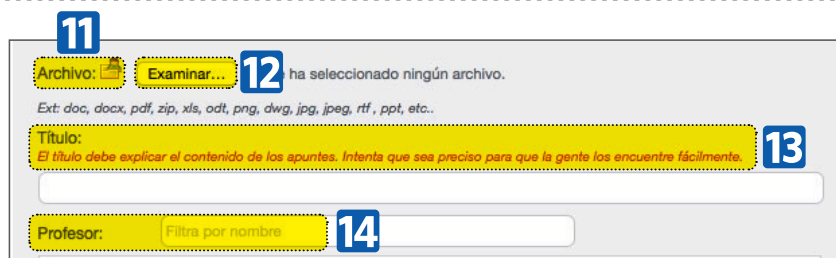 11
Archivo: Examinar... 12 ha seleccionado ningún archivo.
Ext: doc, docx, pdf, zip, xls, odt, png, dwg, jpg, jpeg, rtf , ppt, etc..
Título:
El título debe explicar el contenido de los apuntes. Intenta que sea preciso para que la gente los encuentre fácilmente. 13
Profesor: Filtra por nombre 14